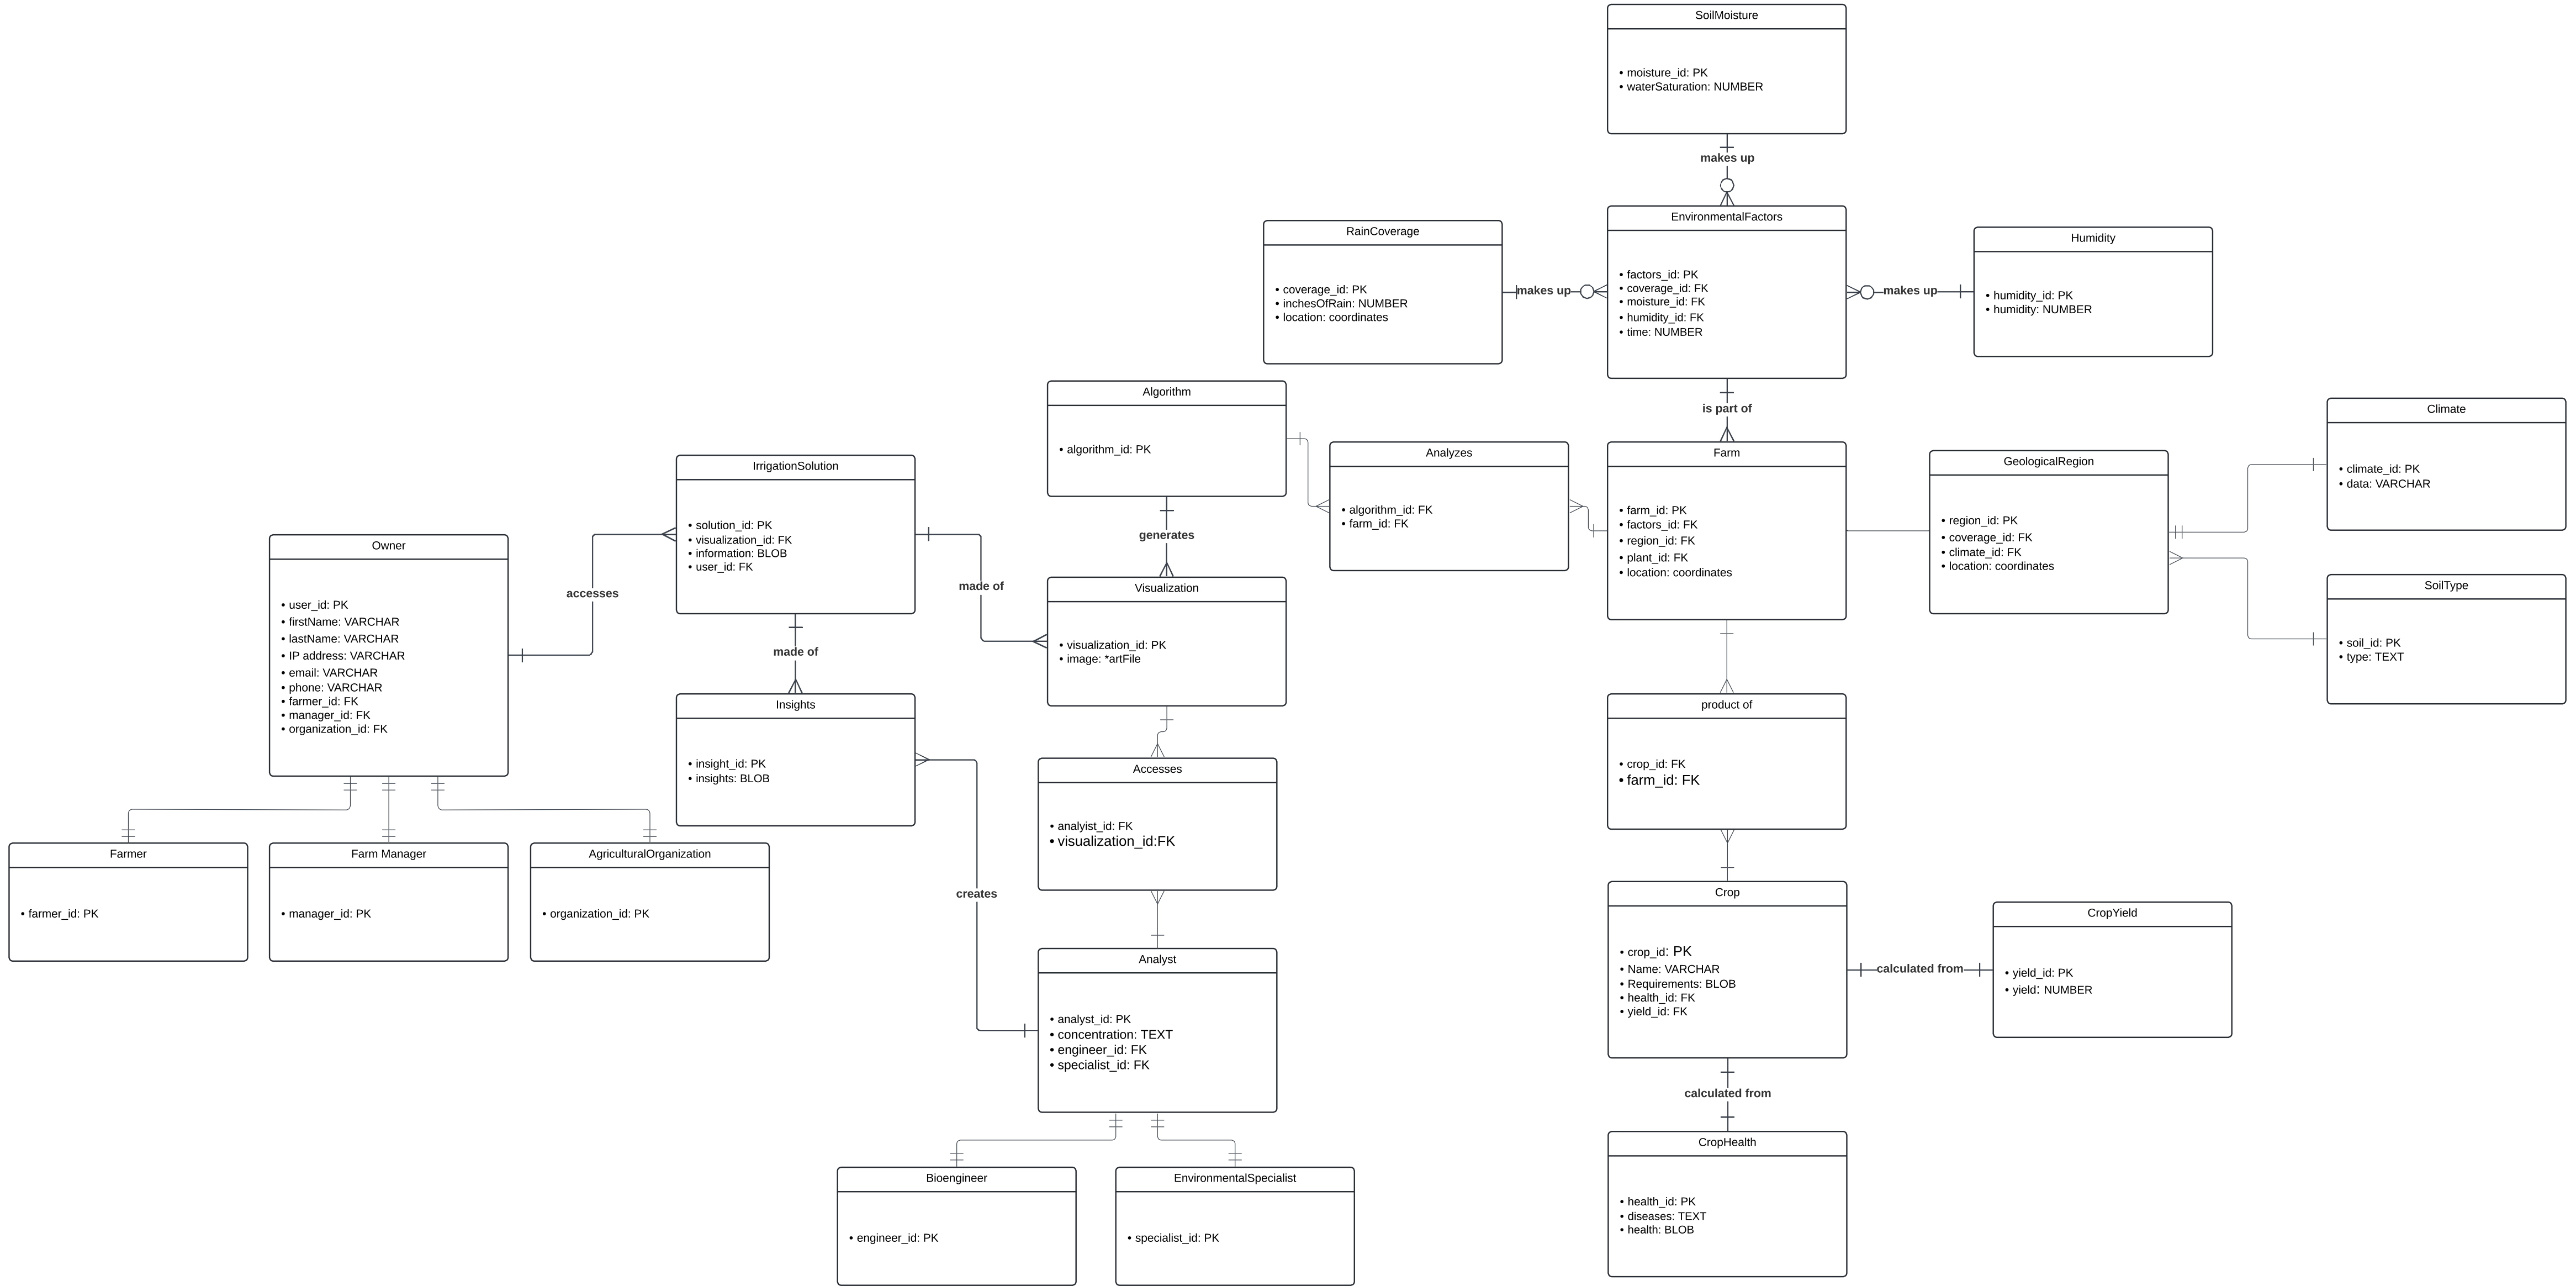 SoilMoisture
• moisture_id: PK
• waterSaturation: NUMBER
makes up
EnvironmentalFactors
• factors_id: PK
• coverage_id: FK
• moisture_id: FK
• humidity_id: FK
• time: NUMBER
RainCoverage
• coverage_id: PK
• inchesOfRain: NUMBER
• location: coordinates
makes up
Humidity
• humidity_id: PK
• humidity: NUMBER
makes up
is part of
Algorithm
• algorithm_id: PK
generates
Analyzes
• algorithm_id: FK
• farm_id: FK
Farm
• farm_id: PK
• factors_id: FK
• region_id: FK
• plant_id: FK
• location: coordinates
GeologicalRegion
• region_id: PK
• coverage_id: FK
• climate_id: FK
• location: coordinates
Climate
• climate_id: PK
• data: VARCHAR
SoilType
• soil_id: PK
• type: TEXT
IrrigationSolution
• solution_id: PK
• visualization_id: FK
• information: BLOB
• user_id: FK
accesses
made of
made of
Owner
• user_id: PK
• firstName: VARCHAR
• lastName: VARCHAR
• IP address: VARCHAR
• email: VARCHAR
• phone: VARCHAR
• farmer_id: FK
• manager_id: FK
• organization_id: FK
Visualization
• visualization_id: PK
• image: *artFile
Insights
• insight_id: PK
• insights: BLOB
creates
Accesses
• analyist_id: FK
• visualization_id:FK
product of
• crop_id: FK
• farm_id: FK
Farmer
• farmer_id: PK
Farm Manager
• manager_id: PK
AgriculturalOrganization
• organization_id: PK
Analyst
• analyst_id: PK
• concentration: TEXT
• engineer_id: FK
• specialist_id: FK
Crop
• crop_id: PK
• Name: VARCHAR
• Requirements: BLOB
• health_id: FK
• yield_id: FK
calculated from
CropYield
• yield_id: PK
• yield: NUMBER
calculated from
CropHealth
• health_id: PK
• diseases: TEXT
• health: BLOB
Bioengineer
• engineer_id: PK
EnvironmentalSpecialist
• specialist_id: PK